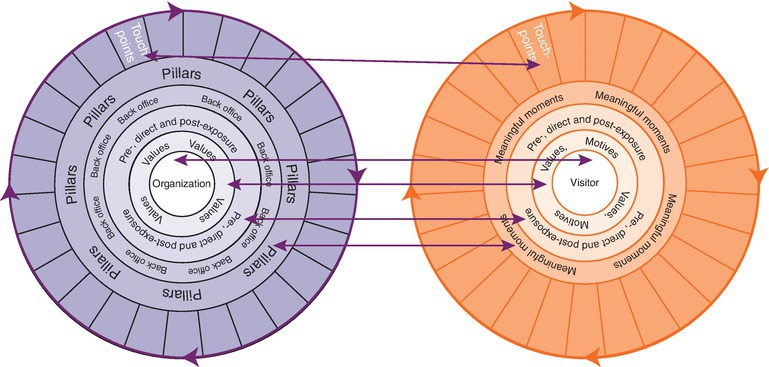 Touch-
points
Pillars
Pillars
Pillars
Pillars
Pillars
Pillars
Pillars
Pillars
Back office
Back office
Back office
Back office
Back office
Back office
Back office
Back office
Pre-, direct and post-exposure
Pre-, direct and post-exposure
Values
Values
Values,
Values
Organization
Touch-
points
Meaningful moments
Meaningful moments
Meaningful moments
Meaningful moments
Pre-, direct and post-exposure
Pre-, direct and post-exposure
Values,
Motives
Values,
Motives
Visitor